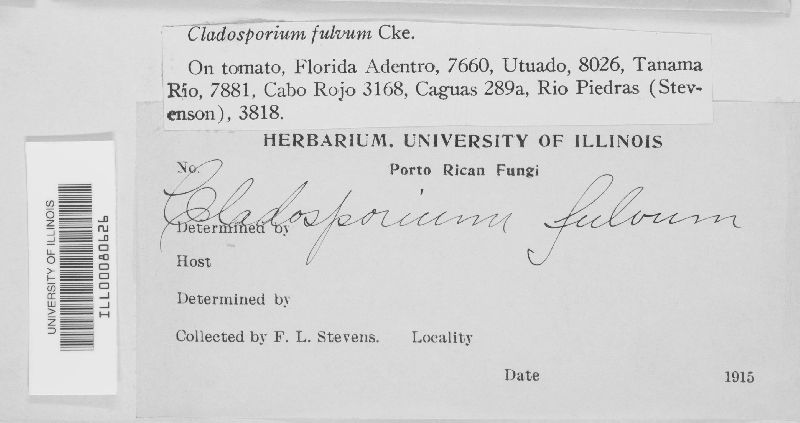 Cladosporium fulvum Cke.
On tomato, Florida Adentro, 7660, Utuado, 8026, Tanama
Rio, 7881, Cabo Rojo 3168, Caguas 289a, Rio Piedras (Stev-
enson), 3818.
HERBARIUM, UNIVERSITY OF ILLINOIS
No. Porto Rican Fungi
Cladosporium fulvum
Determined by
Host
Determined by
Collected by F. L. Stevens. Locality
Date 1915
UNIVERSITY OF ILLINOIS
ILL00080626